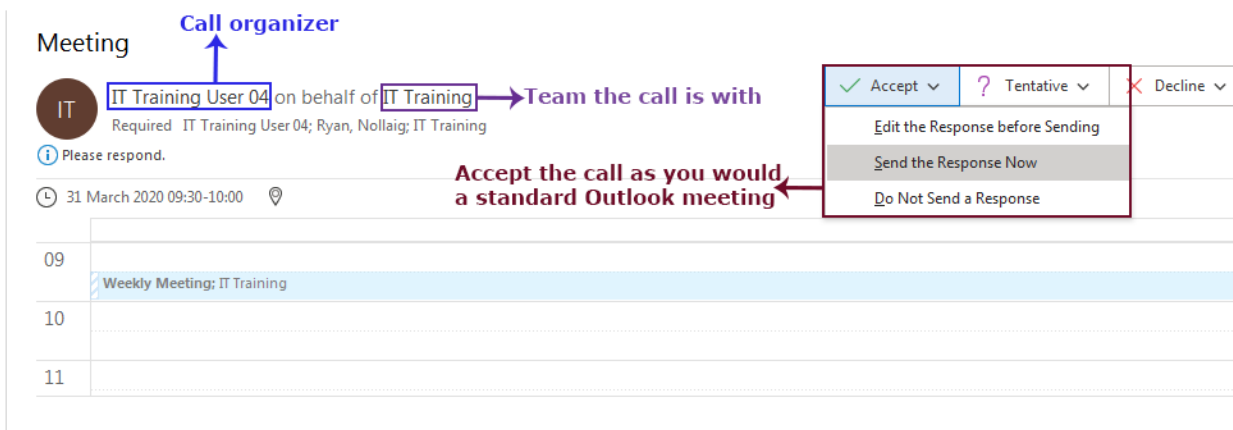 Call organizer
Meeting
IT
IT Training User 04 on behalf of IT Training
Team the call is with
Required IT Training User 04; Ryan, Nollaig; IT Training
Please respond.
Accept
? Tentative
Decline
Edit the Response before Sending
Send the Response Now
Do Not Send a Response
Accept the call as you would
a standard Outlook meeting
31 March 2020 09:30-10:00
09
Weekly Meeting; IT Training
10
11